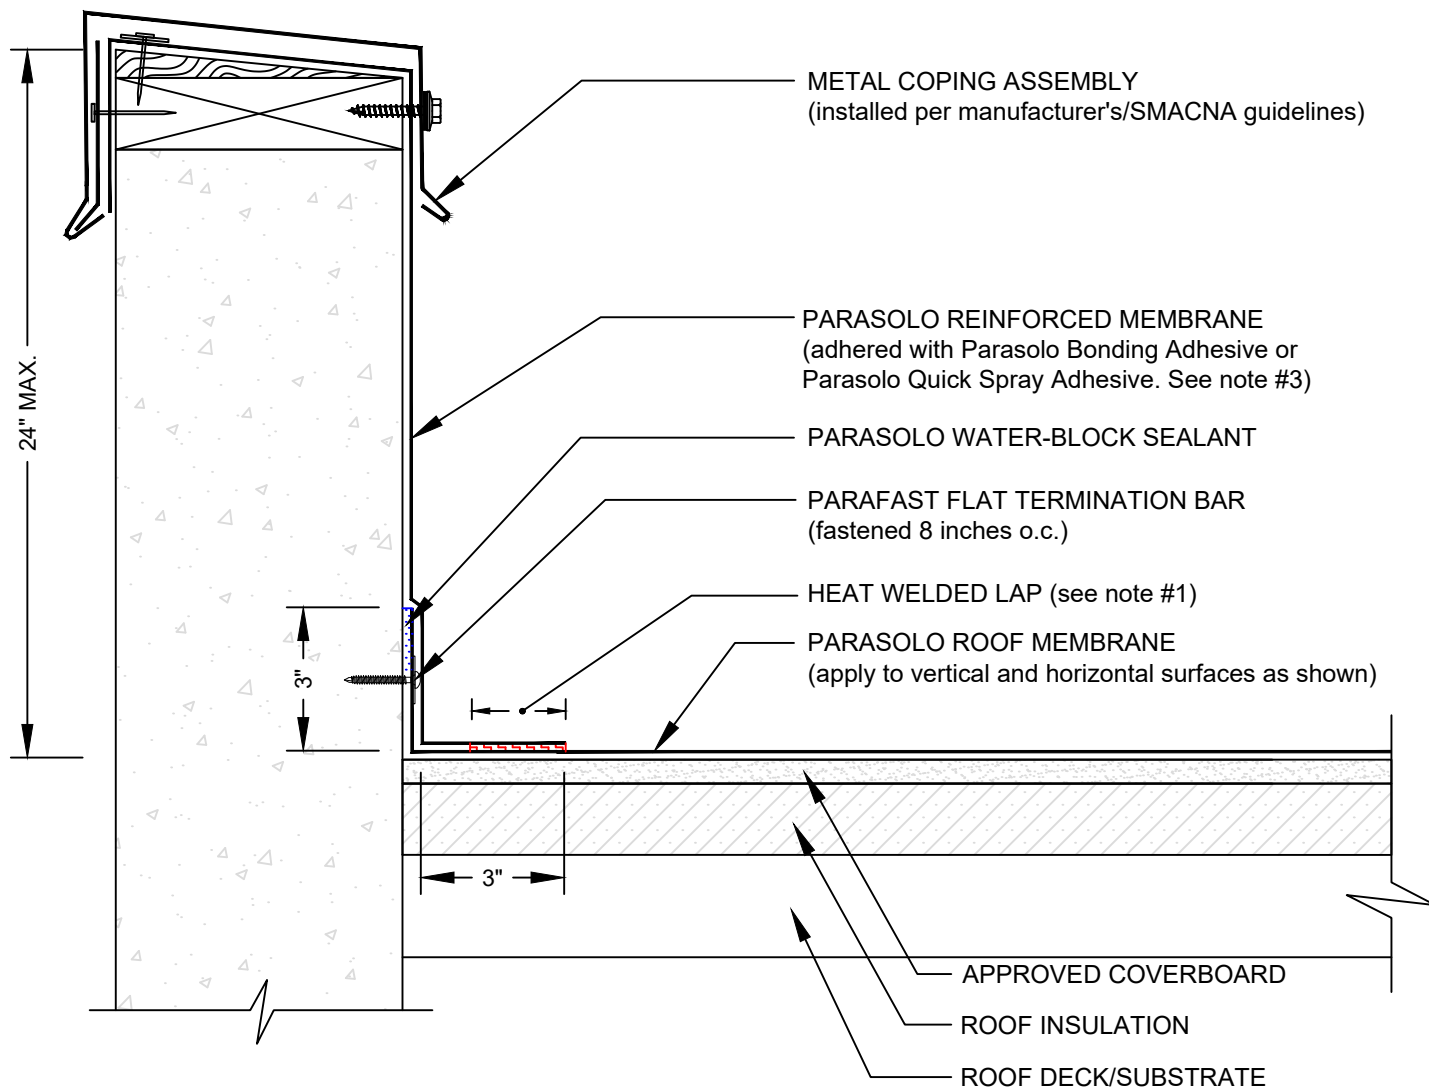 METAL COPING ASSEMBLY
(installed per manufacturer's/SMACNA guidelines)
24" MAX.
PARASOLO REINFORCED MEMBRANE
(adhered with Parasolo Bonding Adhesive or
Parasolo Quick Spray Adhesive. See note #3)
PARASOLO WATER-BLOCK SEALANT
PARAFAST FLAT TERMINATION BAR
(fastened 8 inches o.c.)
HEAT WELDED LAP (see note #1)
PARASOLO ROOF MEMBRANE
(apply to vertical and horizontal surfaces as shown)
3"
3"
APPROVED COVERBOARD
ROOF INSULATION
ROOF DECK/SUBSTRATE